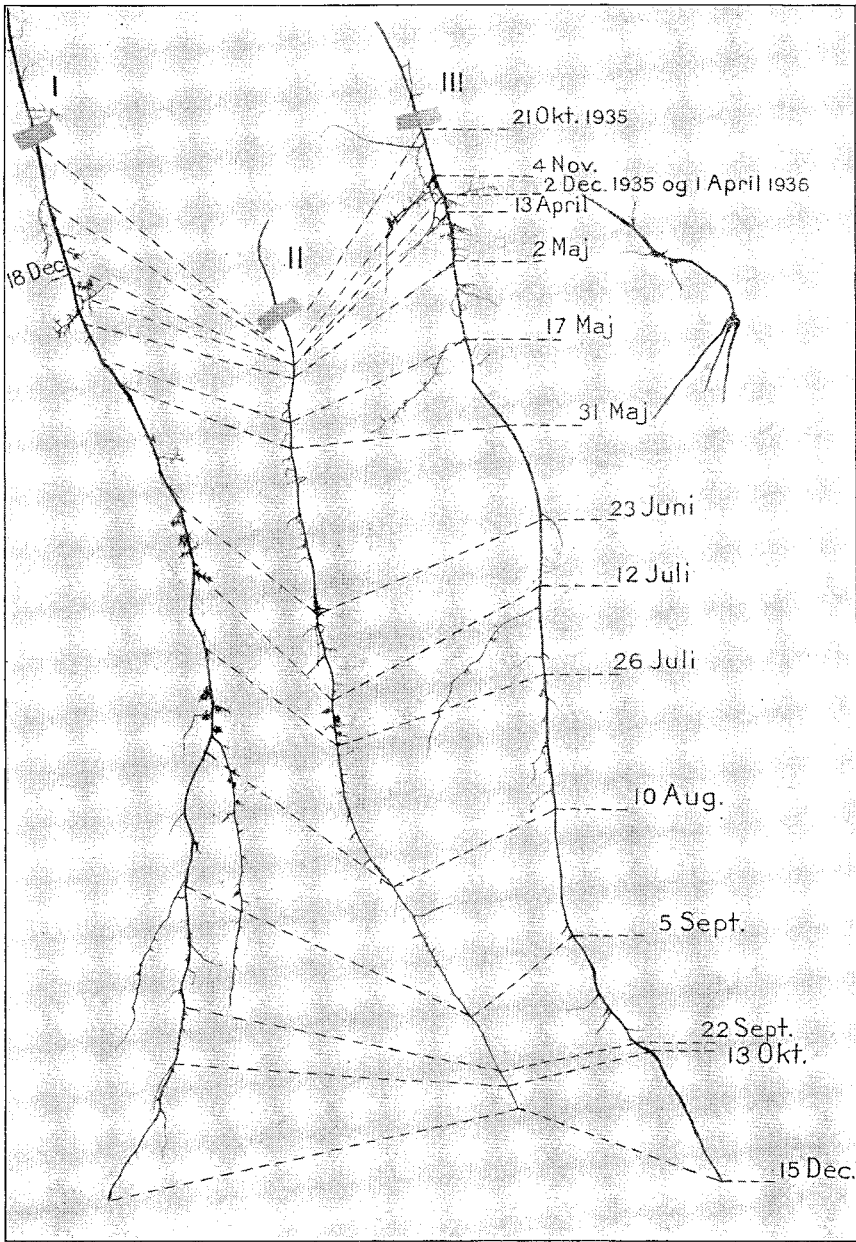 I
III
21 Okt. 1935
4 Nov.
2 Dec. 1935 og 1 April 1936
13 April
II
2 Maj
18 Dec.
17 Maj
31 Maj
23 Juni
12 Juli
26 Juli
10 Aug.
5 Sept.
22 Sept.
13 Okt.
15 Dec.